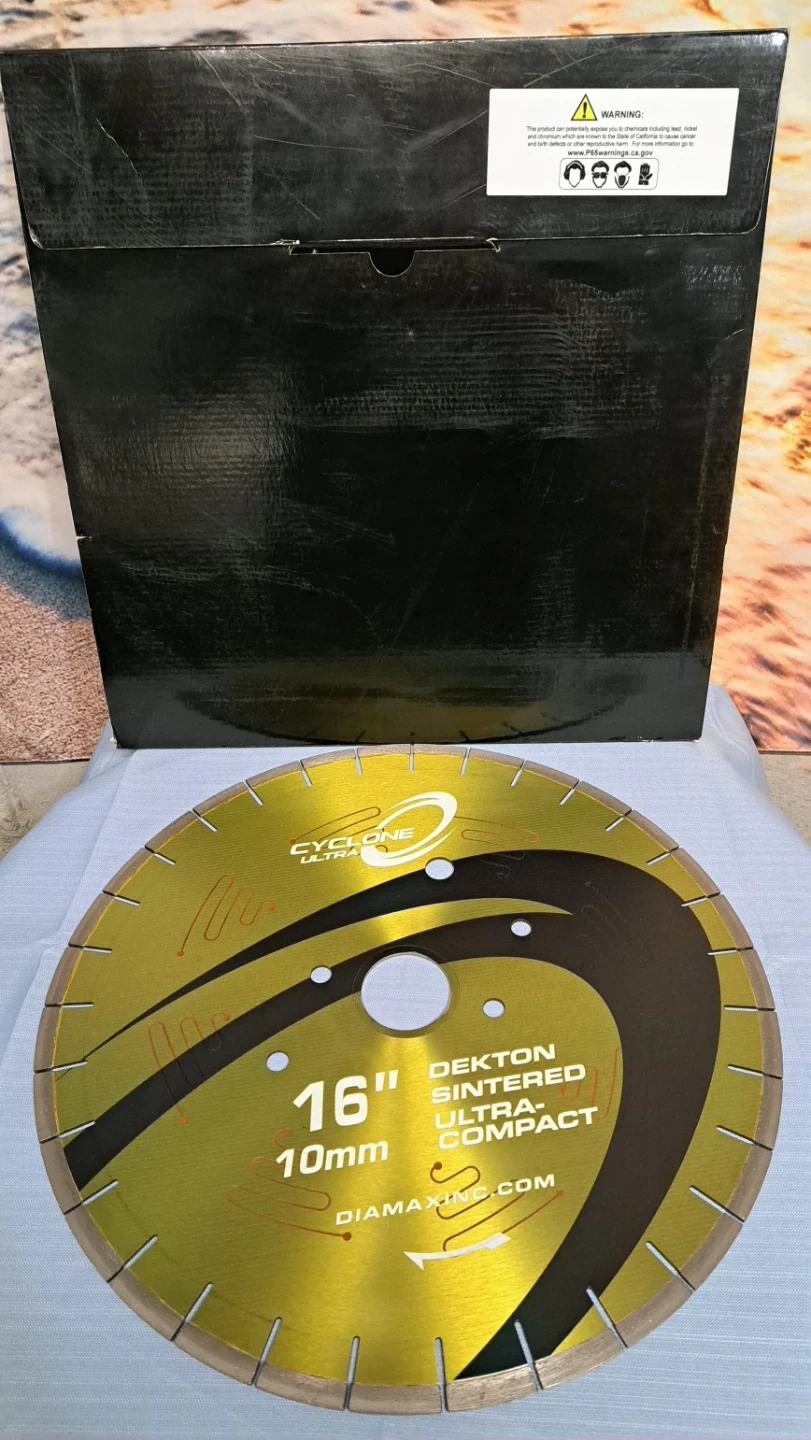 WARNING:
This product can potentially expose you to chemicals including lead, nickel
and chromium which are known to the State of California to cause cancer
and birth defects or other reproductive harm. For more information go to:
www.P65warnings.ca.gov
CYCLONE
ULTRA
16"
10mm
DEKTON
SINTERED
ULTRA-
COMPACT
DIAMAXINC.COM